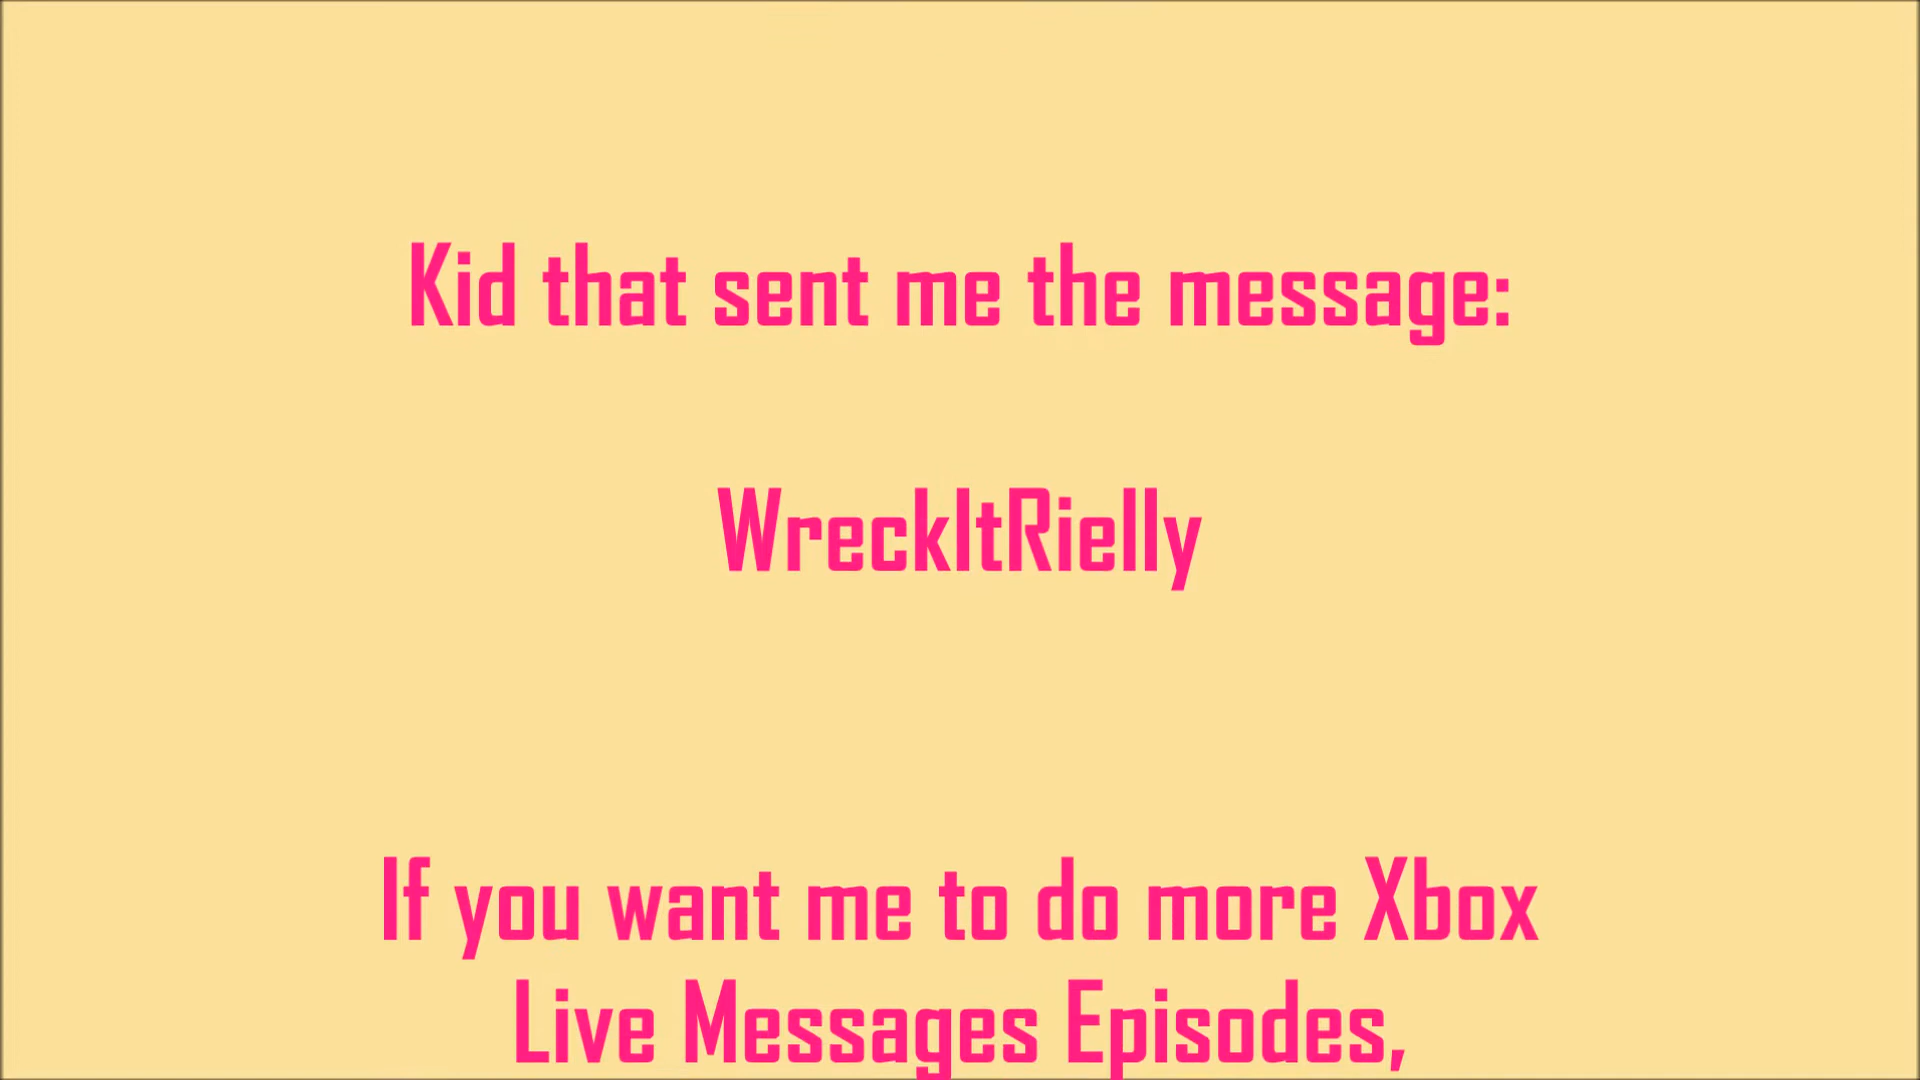 Kid that sent me the message:
WreckItRielly
If you want me to do more Xbox
Live Messages Episodes,